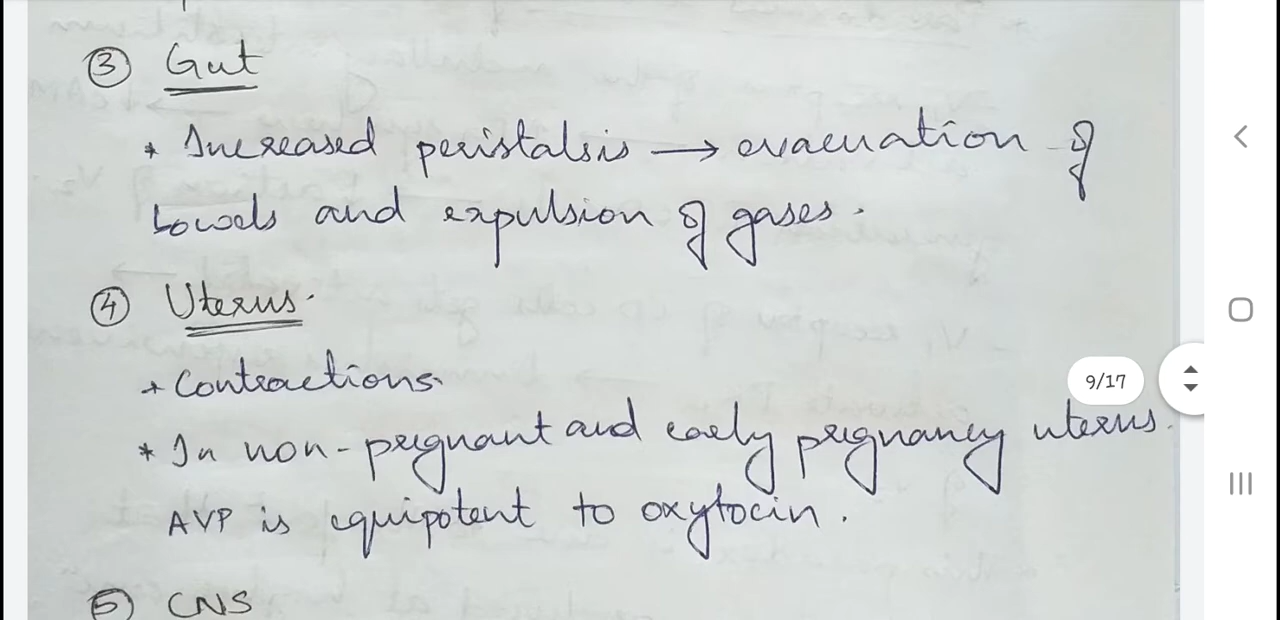 ③ Gut
* Increased peristalsis → evacuation of
bowels and expulsion of gases.
④ Uterus.
* Contractions.
* In non-pregnant and early pregnancy uterus.
AVP is equipotent to oxytocin.
9/17
⑤ CNS